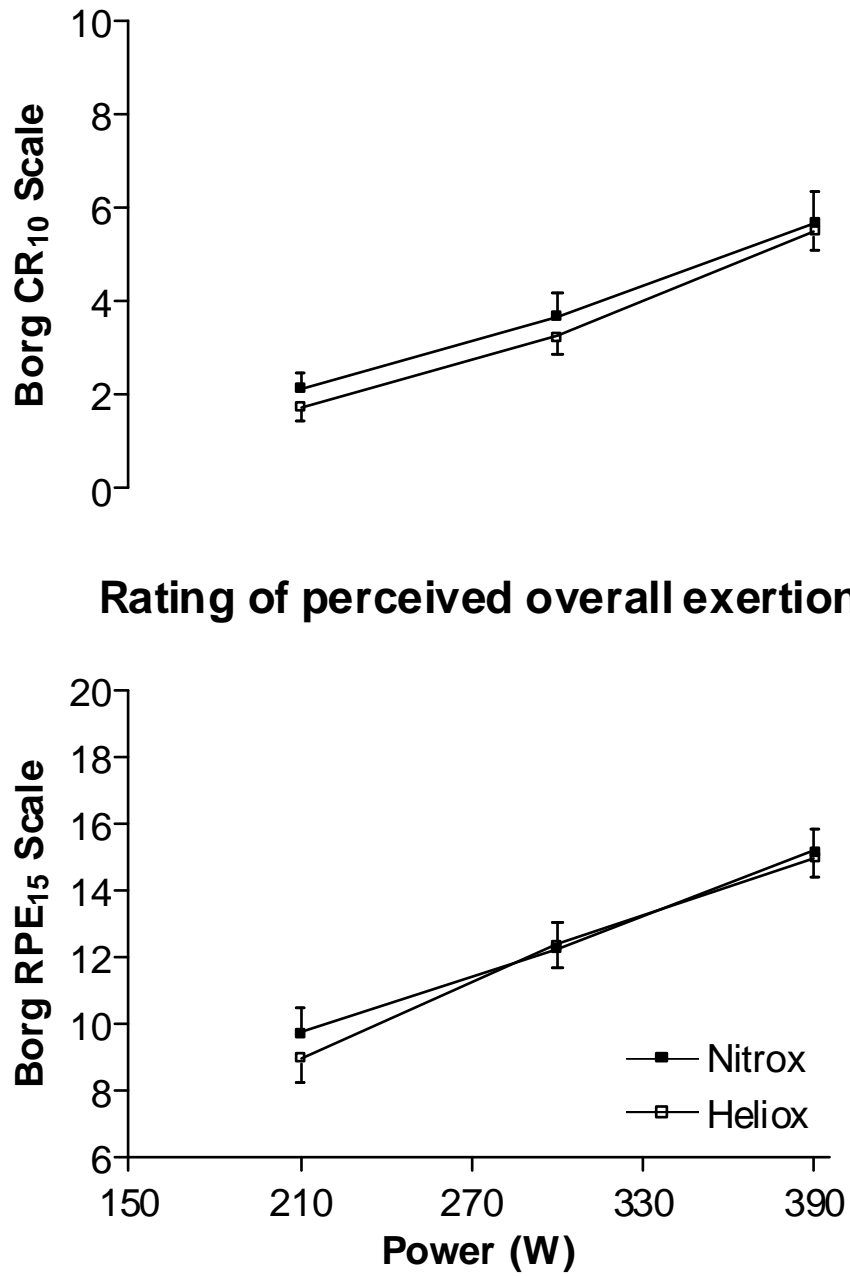 10
8
6
4
2
0
Borg CR10 Scale
Rating of perceived overall exertion
20
18
16
14
12
10
8
6
Borg RPE15 Scale
Nitrox
Heliox
150 210 270 330 390
Power (W)